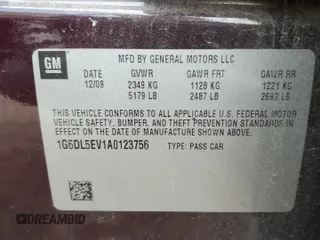 GM
MFD BY GENERAL MOTORS LLC
DATE GVWR GAWR FRT GAWR RR
12/09 2349 KG 1128 KG 1221 KG
5179 LB 2487 LB 2692 LB
THIS VEHICLE CONFORMS TO ALL APPLICABLE U.S. FEDERAL MOTOR
VEHICLE SAFETY, BUMPER, AND THEFT PREVENTION STANDARDS IN
EFFECT ON THE DATE OF MANUFACTURE SHOWN ABOVE.
1G6DL5EV1A0123756 TYPE: PASS CAR
DREAMBID